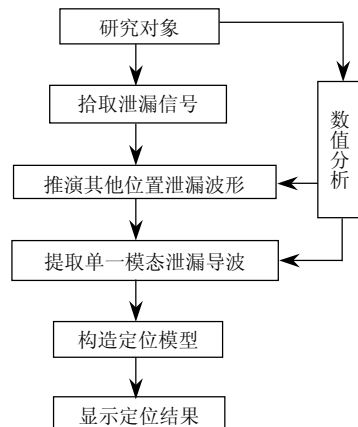 研究对象
拾取泄漏信号
数值分析
推演其他位置泄漏波形
提取单一模态泄漏导波
构造定位模型
显示定位结果